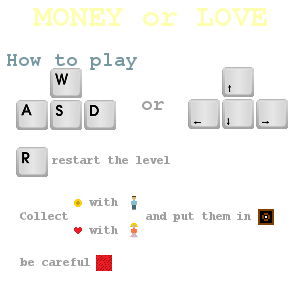 MONEY or LOVE
How to play
W
A S D or ↑ ← ↓ →
R restart the level
with
Collect and put them in
with
be careful